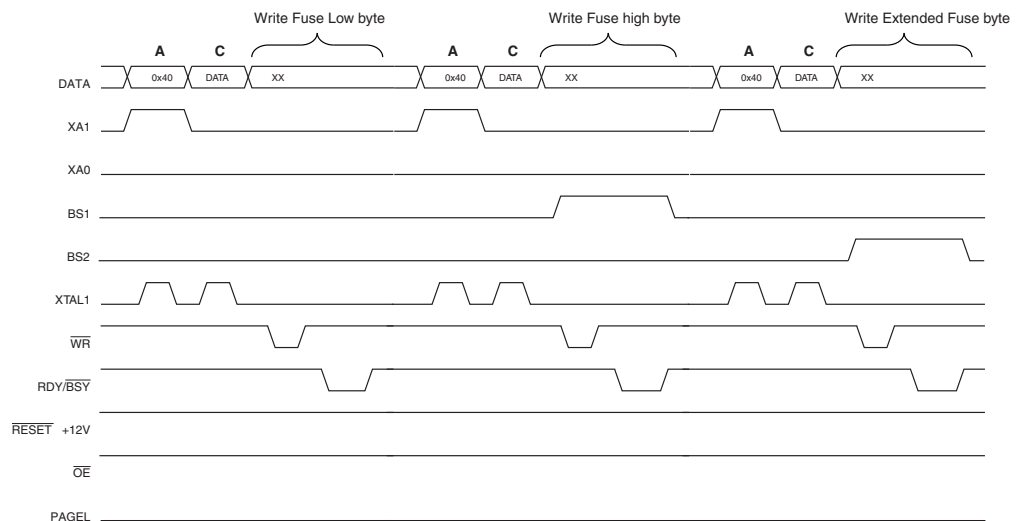 Write Fuse Low byte Write Fuse high byte Write Extended Fuse byte
A C A C A C
DATA 0x40 DATA XX 0x40 DATA XX 0x40 DATA XX
XA1
XA0
BS1
BS2
XTAL1
WR
RDY/BSY
RESET +12V
OE
PAGEL